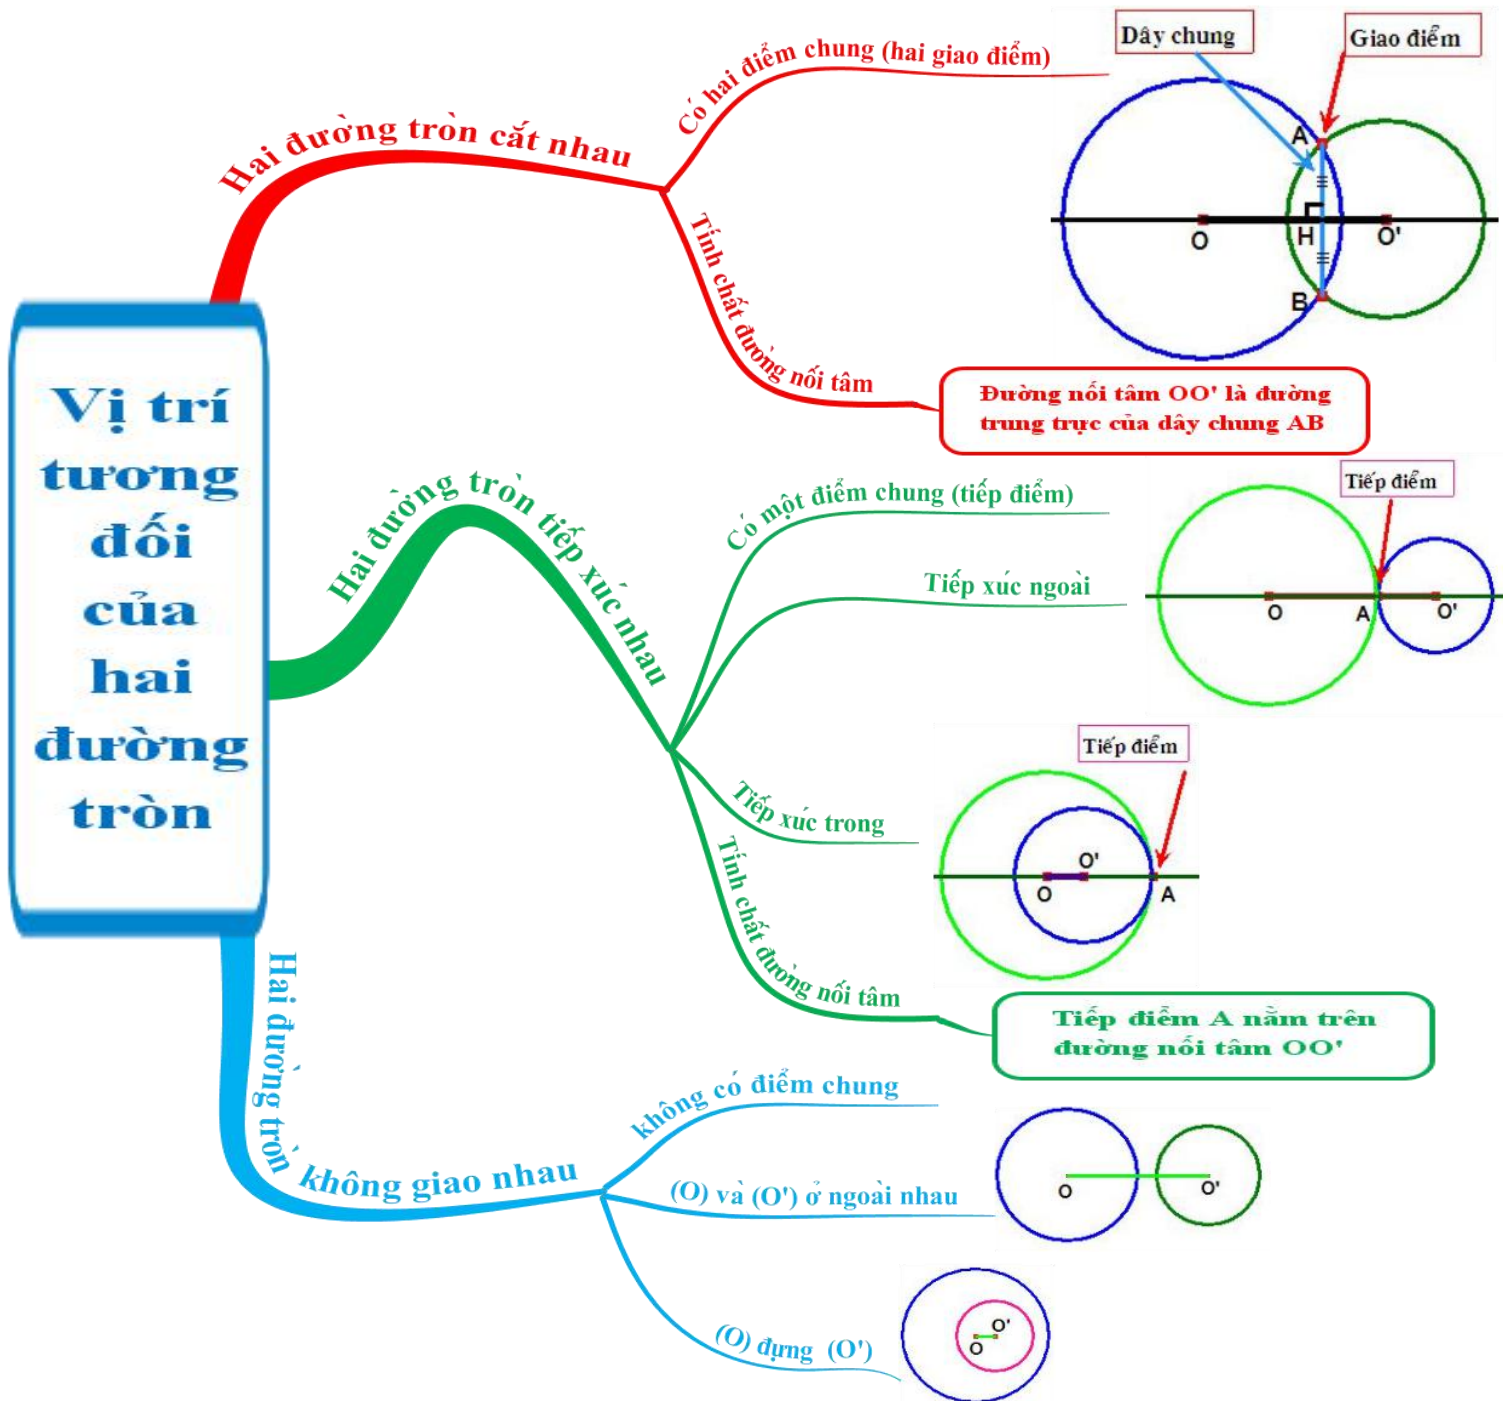 Vị trí
tương
đối
của
hai
đường
tròn
Hai đường tròn cắt nhau
Có hai điểm chung (hai giao điểm)
Dây chung
Giao điểm
A
O
H
O'
B
Tính chất đường nối tâm
Đường nối tâm OO' là đường
trung trực của dây chung AB
Hai đường tròn tiếp xúc nhau
Có một điểm chung (tiếp điểm)
Tiếp xúc ngoài
Tiếp điểm
O
A
O'
Tiếp xúc trong
Tiếp điểm
O'
O
A
Tính chất đường nối tâm
Tiếp điểm A nằm trên
đường nối tâm OO'
Hai đường tròn không giao nhau
không có điểm chung
(O) và (O') ở ngoài nhau
O
O'
(O) đựng (O')
O'
O